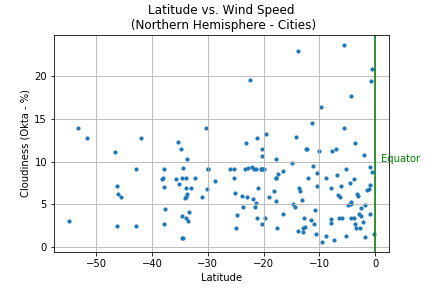 Latitude vs. Wind Speed
(Northern Hemisphere - Cities)
Cloudiness (Okta - %)
20
15
10
5
0
Equator
−50
−40
−30
−20
−10
0
Latitude